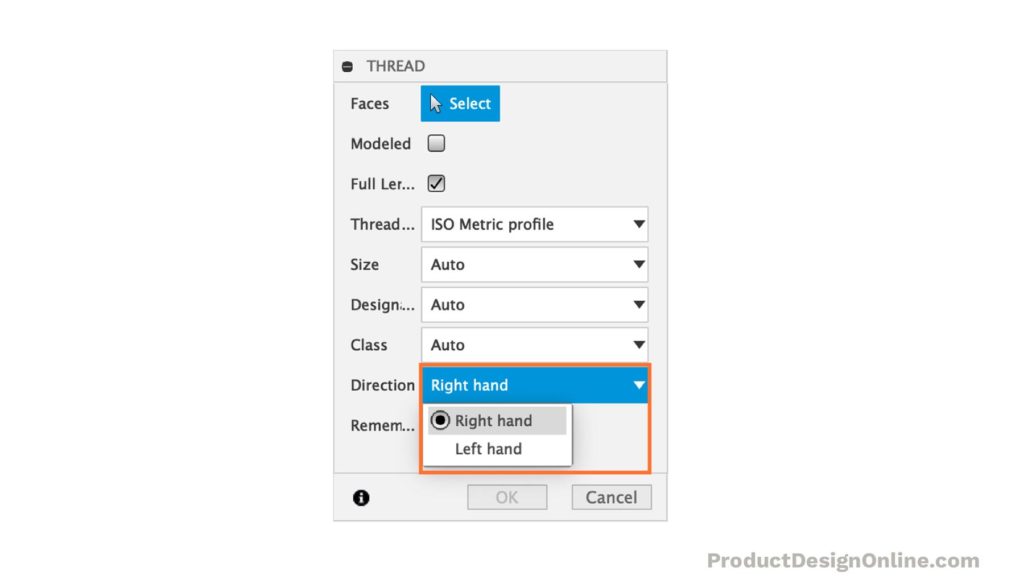 THREAD
Faces Select
Modeled
Full Ler...
Thread... ISO Metric profile
Size Auto
Design... Auto
Class Auto
Direction Right hand
Right hand
Remem...
Left hand
OK Cancel
ProductDesignOnline.com